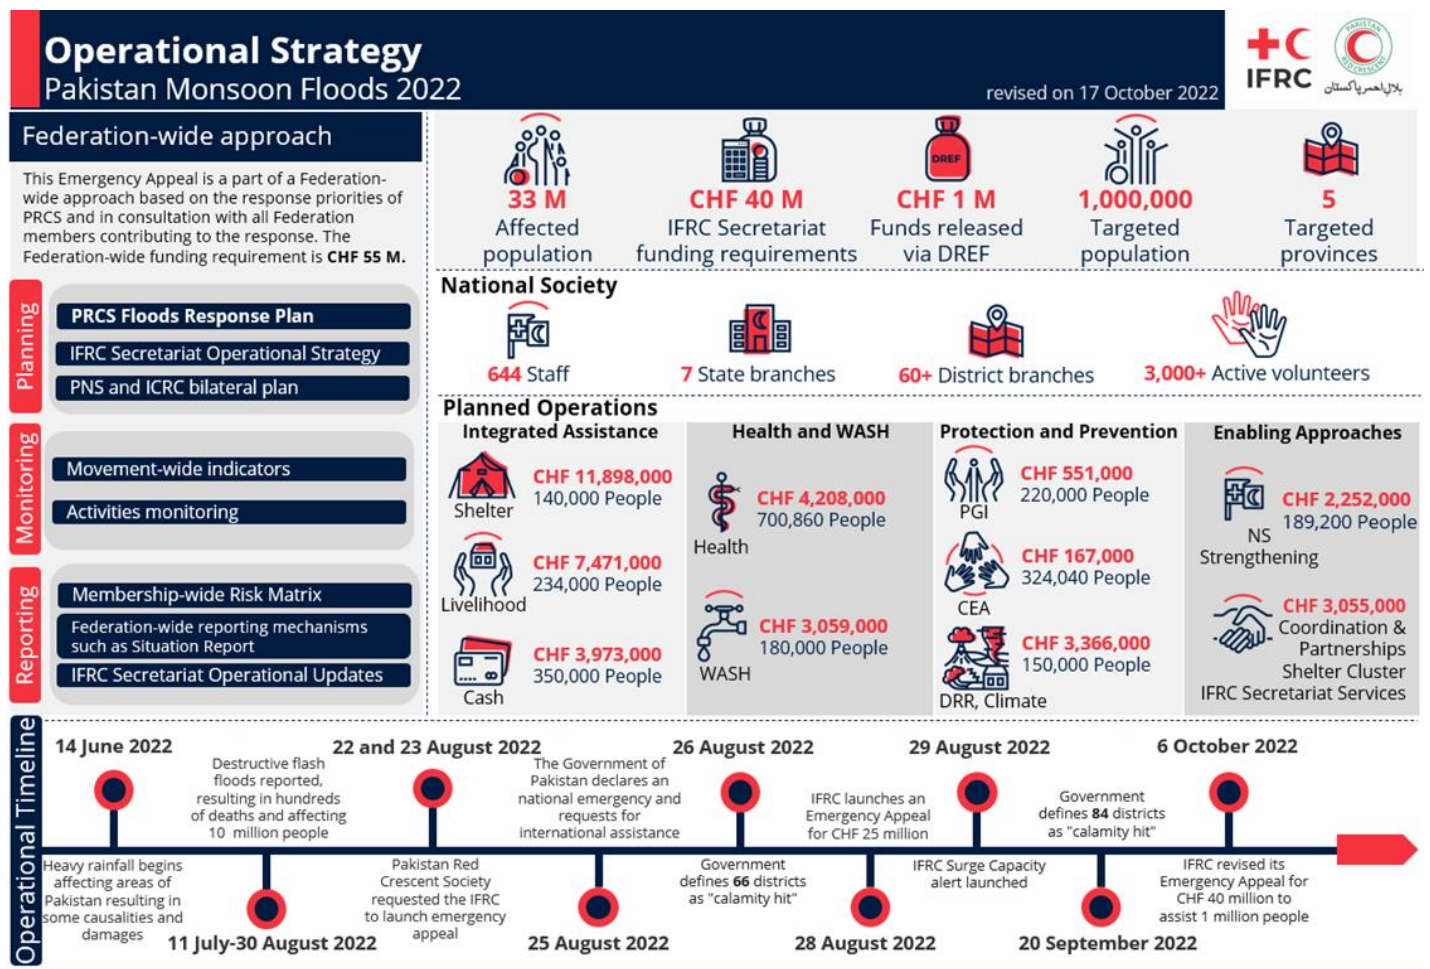 Operational Strategy
Pakistan Monsoon Floods 2022
revised on 17 October 2022
IFRC
PAKISTAN
RED CRESCENT
ہلال احمر پاکستان
Federation-wide approach
This Emergency Appeal is a part of a Federation-
wide approach based on the response priorities of
PRCS and in consultation with all Federation
members contributing to the response. The
Federation-wide funding requirement is CHF 55 M.
33 M
Affected
population
CHF 40 M
IFRC Secretariat
funding requirements
DREF
CHF 1 M
Funds released
via DREF
1,000,000
Targeted
population
5
Targeted
provinces
Planning
PRCS Floods Response Plan
IFRC Secretariat Operational Strategy
PNS and ICRC bilateral plan
Monitoring
Movement-wide indicators
Activities monitoring
Reporting
Membership-wide Risk Matrix
Federation-wide reporting mechanisms
such as Situation Report
IFRC Secretariat Operational Updates
National Society
644 Staff
7 State branches
60+ District branches
3,000+ Active volunteers
Planned Operations
Integrated Assistance
Shelter
CHF 11,898,000
140,000 People
Livelihood
CHF 7,471,000
234,000 People
Cash
CHF 3,973,000
350,000 People
Health and WASH
Health
CHF 4,208,000
700,860 People
WASH
CHF 3,059,000
180,000 People
Protection and Prevention
PGI
CHF 551,000
220,000 People
CEA
CHF 167,000
324,040 People
DRR, Climate
CHF 3,366,000
150,000 People
Enabling Approaches
CHF 2,252,000
189,200 People
NS
Strengthening
CHF 3,055,000
Coordination &
Partnerships
Shelter Cluster
IFRC Secretariat Services
Operational Timeline
14 June 2022
Heavy rainfall begins
affecting areas of
Pakistan resulting in
some causalities and
damages
Destructive flash
floods reported,
resulting in hundreds
of deaths and affecting
10 million people
11 July-30 August 2022
22 and 23 August 2022
Pakistan Red
Crescent Society
requested the IFRC
to launch emergency
appeal
The Government of
Pakistan declares an
national emergency and
requests for
international assistance
25 August 2022
26 August 2022
Government
defines 66 districts
as "calamity hit"
IFRC launches an
Emergency Appeal
for CHF 25 million
28 August 2022
29 August 2022
IFRC Surge Capacity
alert launched
Government
defines 84 districts
as "calamity hit"
20 September 2022
6 October 2022
IFRC revised its
Emergency Appeal for
CHF 40 million to
assist 1 million people